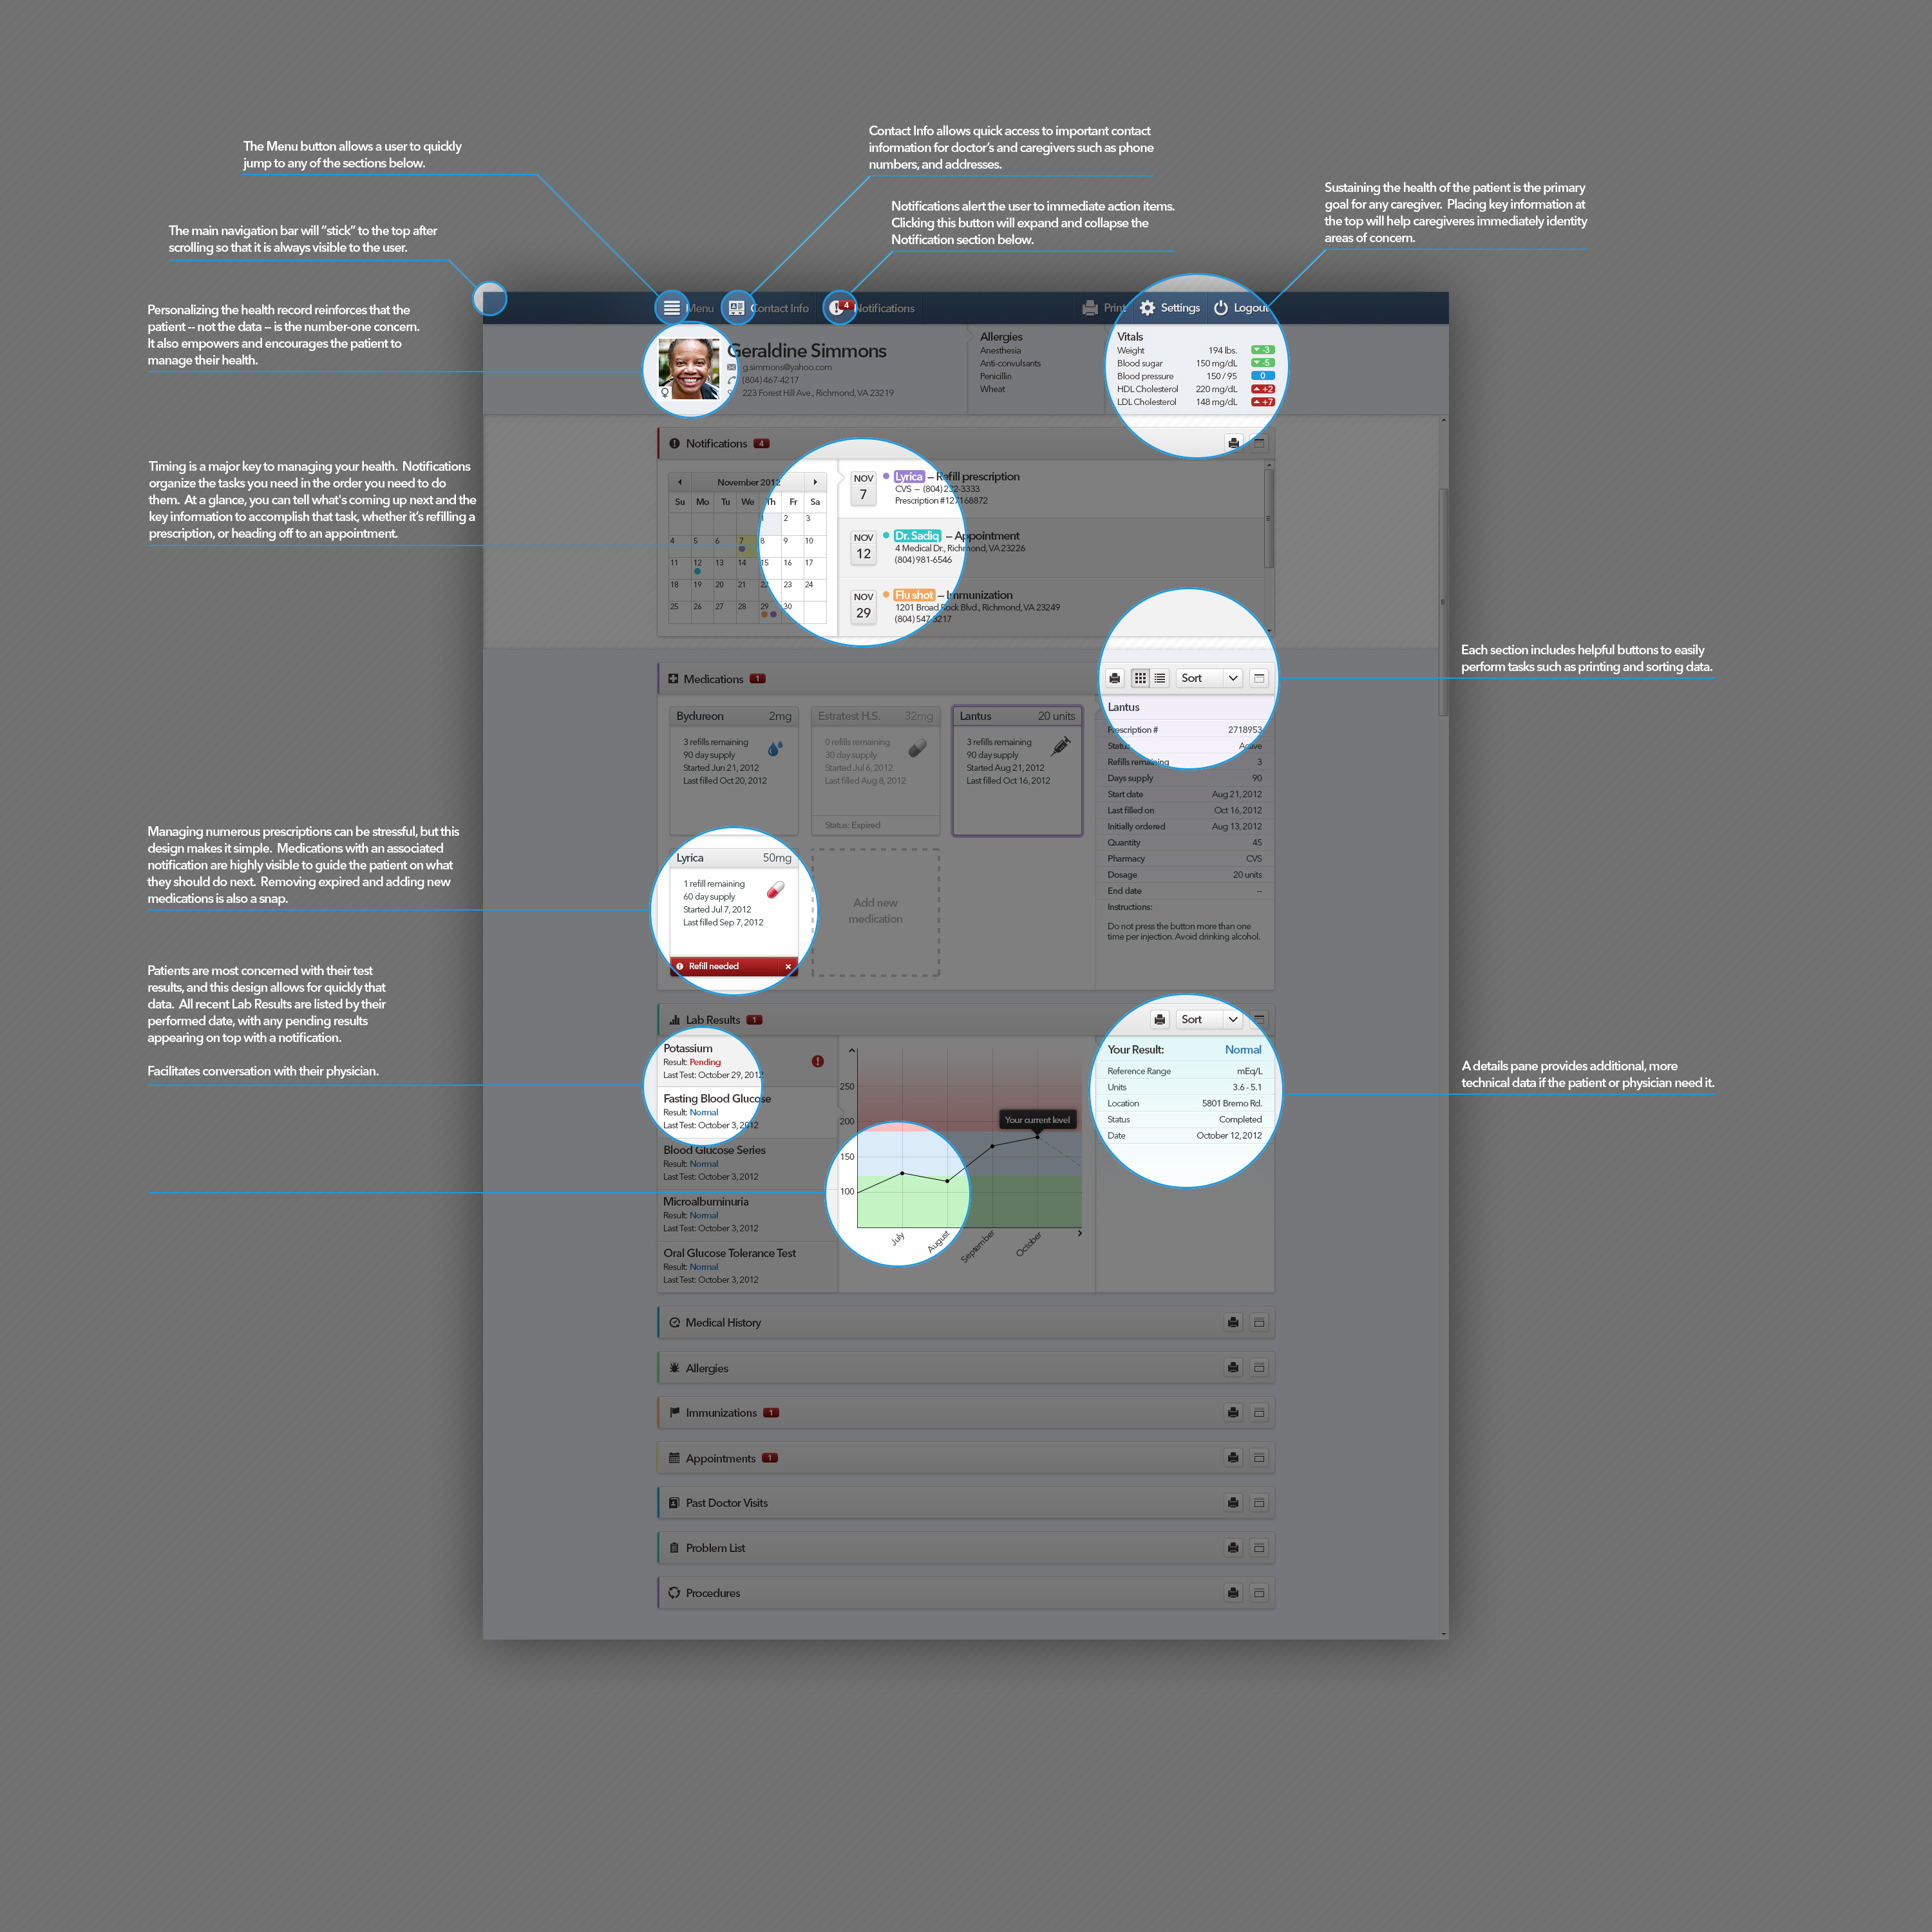 The Menu button allows a user to quickly
jump to any of the sections below.
Contact Info allows quick access to important contact
information for doctor's and caregivers such as phone
numbers, and addresses.
Notifications alert the user to immediate action items.
Clicking this button will expand and collapse the
Notification section below.
Sustaining the health of the patient is the primary
goal for any caregiver. Placing key information at
the top will help caregiveres immediately identity
areas of concern.
The main navigation bar will “stick” to the top after
scrolling so that it is always visible to the user.
Personalizing the health record reinforces that the
patient -- not the data -- is the number-one concern.
It also empowers and encourages the patient to
manage their health.
Timing is a major key to managing your health. Notifications
organize the tasks you need in the order you need to do
them. At a glance, you can tell what's coming up next and the
key information to accomplish that task, whether it's refilling a
prescription, or heading off to an appointment.
Each section includes helpful buttons to easily
perform tasks such as printing and sorting data.
Managing numerous prescriptions can be stressful, but this
design makes it simple. Medications with an associated
notification are highly visible to guide the patient on what
they should do next. Removing expired and adding new
medications is also a snap.
Patients are most concerned with their test
results, and this design allows for quickly that
data. All recent Lab Results are listed by their
performed date, with any pending results
appearing on top with a notification.
Facilitates conversation with their physician.
A details pane provides additional, more
technical data if the patient or physician need it.
Menu Contact Info 4 Notifications Print Settings Logout
Geraldine Simmons
g.simmons@yahoo.com
(804) 467-4217
223 Forest Hill Ave., Richmond, VA 23219
Allergies
Anesthesia
Anti-convulsants
Penicillin
Wheat
Vitals
Weight 194 lbs. -3
Blood sugar 150 mg/dL -5
Blood pressure 150 / 95 0
HDL Cholesterol 220 mg/dL +2
LDL Cholesterol 148 mg/dL +7
Notifications 4
November 2012
Su Mo Tu We Th Fr Sa
1 2 3
4 5 6 7 8 9 10
11 12 13 14 15 16 17
18 19 20 21 22 23 24
25 26 27 28 29 30
NOV 7
Lyrica – Refill prescription
CVS – (804) 232-3333
Prescription #127168872
NOV 12
Dr. Sadiq – Appointment
4 Medical Dr., Richmond, VA 23226
(804) 981-6546
NOV 29
Flu shot – Immunization
1201 Broad Rock Blvd., Richmond, VA 23249
(804) 547-3217
Medications 1
Sort
Bydureon 2mg
3 refills remaining
90 day supply
Started Jun 21, 2012
Last filled Oct 20, 2012
Estratest H.S. 32mg
0 refills remaining
30 day supply
Started Jul 6, 2012
Last filled Aug 8, 2012
Status: Expired
Lantus 20 units
3 refills remaining
90 day supply
Started Aug 21, 2012
Last filled Oct 16, 2012
Lyrica 50mg
1 refill remaining
60 day supply
Started Jul 7, 2012
Last filled Sep 7, 2012
Refill needed
Add new
medication
Lantus
Prescription # 2718953
Status Active
Refills remaining 3
Days supply 90
Start date Aug 21, 2012
Last filled on Oct 16, 2012
Initially ordered Aug 13, 2012
Quantity 45
Pharmacy CVS
Dosage 20 units
End date --
Instructions:
Do not press the button more than one
time per injection. Avoid drinking alcohol.
Lab Results 1
Sort
Potassium
Result: Pending
Last Test: October 29, 2012
Fasting Blood Glucose
Result: Normal
Last Test: October 3, 2012
Blood Glucose Series
Result: Normal
Last Test: October 3, 2012
Microalbuminuria
Result: Normal
Last Test: October 3, 2012
Oral Glucose Tolerance Test
Result: Normal
Last Test: October 3, 2012
250
200
150
100
Your current level
July August September October
Your Result: Normal
Reference Range mEq/L
Units 3.6 - 5.1
Location 5801 Bremo Rd.
Status Completed
Date October 12, 2012
Medical History
Allergies
Immunizations 1
Appointments 1
Past Doctor Visits
Problem List
Procedures